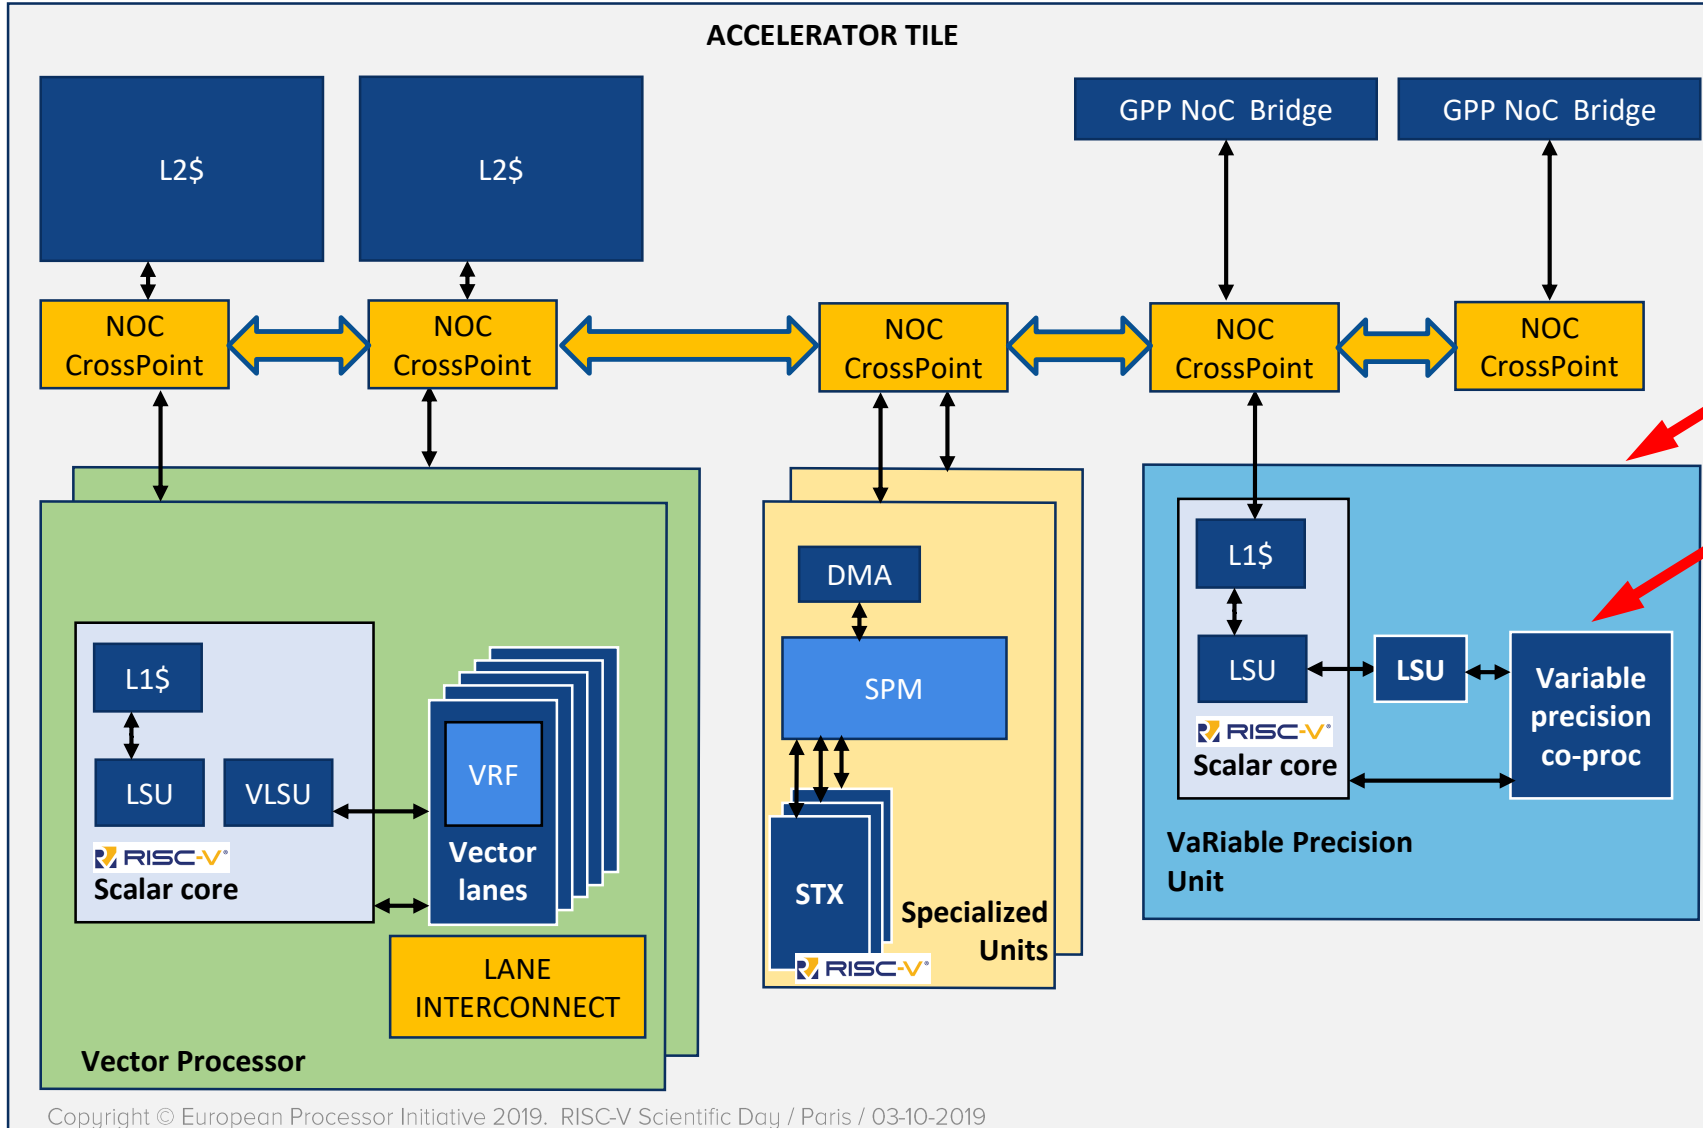 ACCELERATOR TILE
L2$
L2$
GPP NoC Bridge
GPP NoC Bridge
NOC
CrossPoint
NOC
CrossPoint
NOC
CrossPoint
NOC
CrossPoint
NOC
CrossPoint
L1$
LSU
VLSU
RISC-V®
Scalar core
VRF
Vector
lanes
LANE
INTERCONNECT
Vector Processor
DMA
SPM
STX
RISC-V®
Specialized
Units
L1$
LSU
RISC-V®
Scalar core
LSU
Variable
precision
co-proc
VaRiable Precision
Unit
Copyright © European Processor Initiative 2019. RISC-V Scientific Day / Paris / 03-10-2019